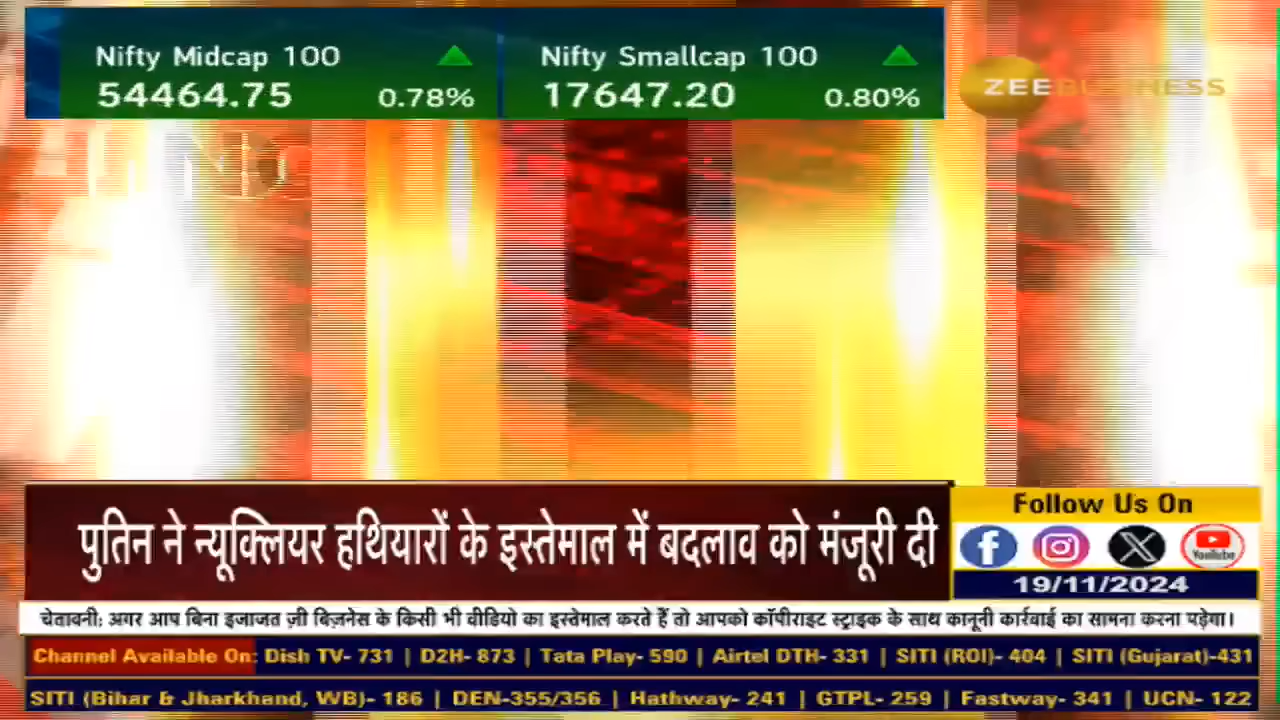 Nifty Midcap 100 ▲ Nifty Smallcap 100 ▲
54464.75 0.78% 17647.20 0.80%
ZEE BUSINESS
पुतिन ने न्यूक्लियर हथियारों के इस्तेमाल में बदलाव को मंजूरी दी
Follow Us On
YouTube
19/11/2024
चेतावनी: अगर आप बिना इजाजत ज़ी बिज़नेस के किसी भी वीडियो का इस्तेमाल करते हैं तो आपको कॉपीराइट स्ट्राइक के साथ कानूनी कार्रवाई का सामना करना पड़ेगा।
Channel Available On: Dish TV- 731 | D2H- 873 | Tata Play- 590 | Airtel DTH- 331 | SITI (ROI)- 404 | SITI (Gujarat)-431
SITI (Bihar & Jharkhand, WB)- 186 | DEN-355/356 | Hathway- 241 | GTPL- 259 | Fastway- 341 | UCN- 122